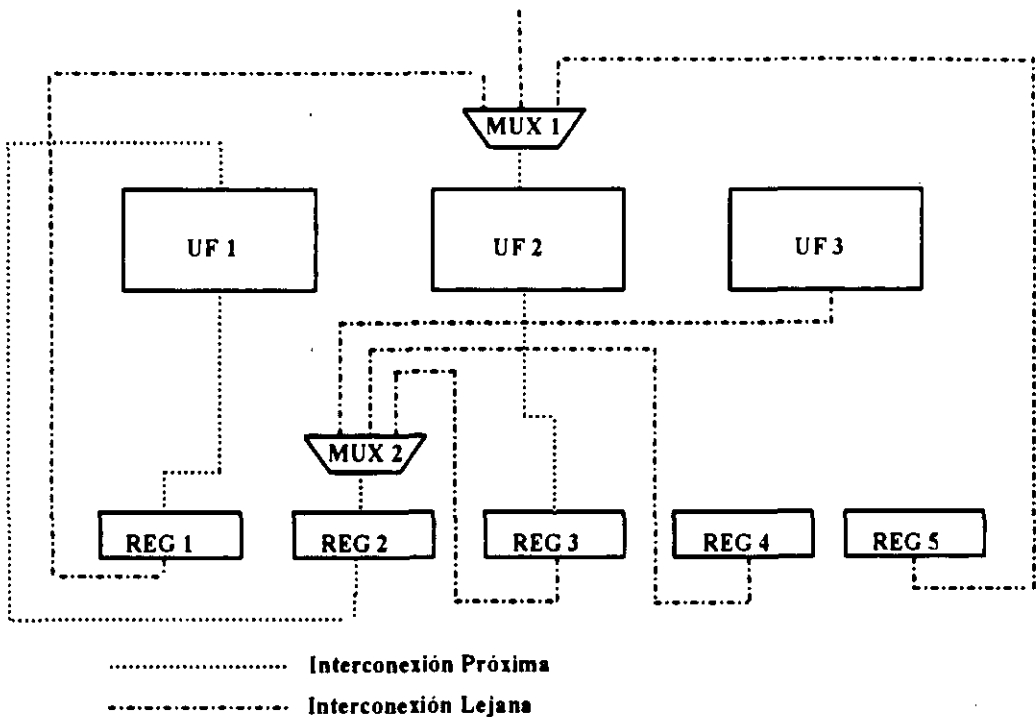 MUX 1
UF 1
UF 2
UF 3
MUX 2
REG 1
REG 2
REG 3
REG 4
REG 5
Interconexión Próxima
Interconexión Lejana